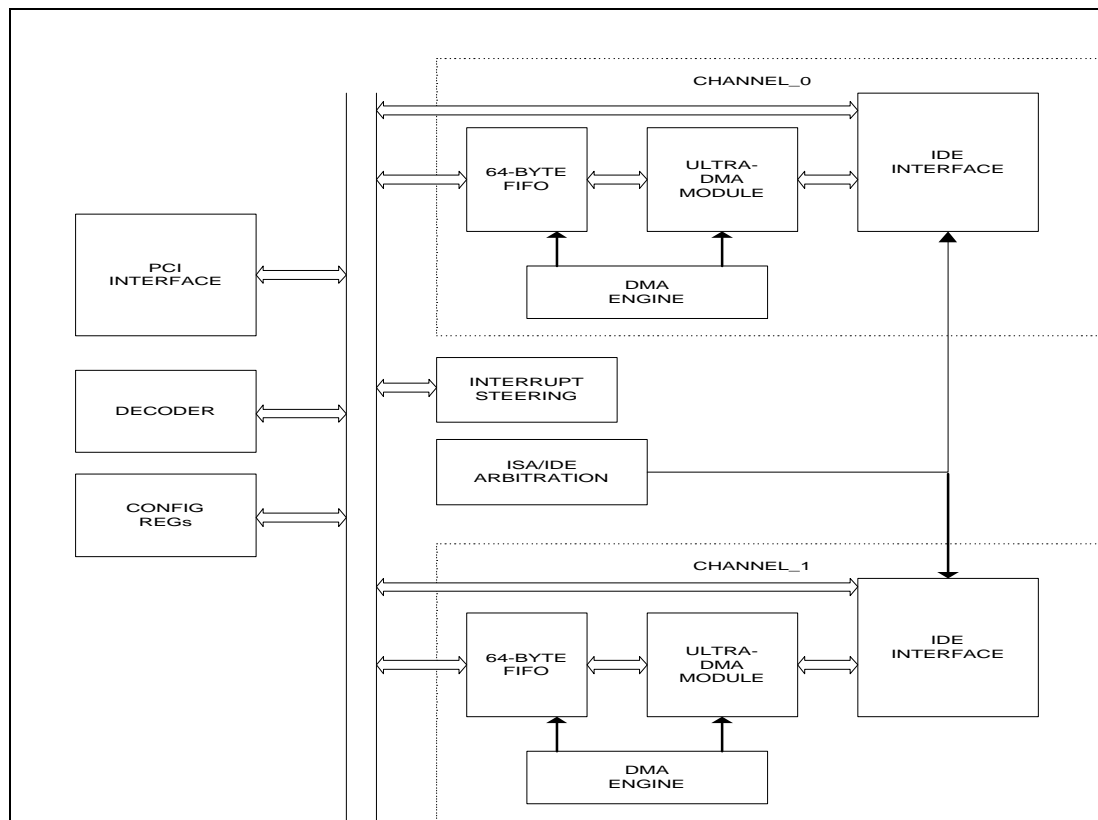 CHANNEL_0
64-BYTE
FIFO
ULTRA-
DMA
MODULE
IDE
INTERFACE
DMA
ENGINE
PCI
INTERFACE
INTERRUPT
STEERING
DECODER
ISA/IDE
ARBITRATION
CONFIG
REGs
CHANNEL_1
64-BYTE
FIFO
ULTRA-
DMA
MODULE
IDE
INTERFACE
DMA
ENGINE